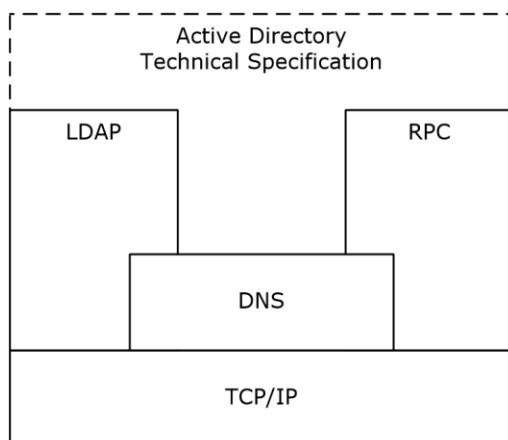 Active Directory
Technical Specification
LDAP
RPC
DNS
TCP/IP